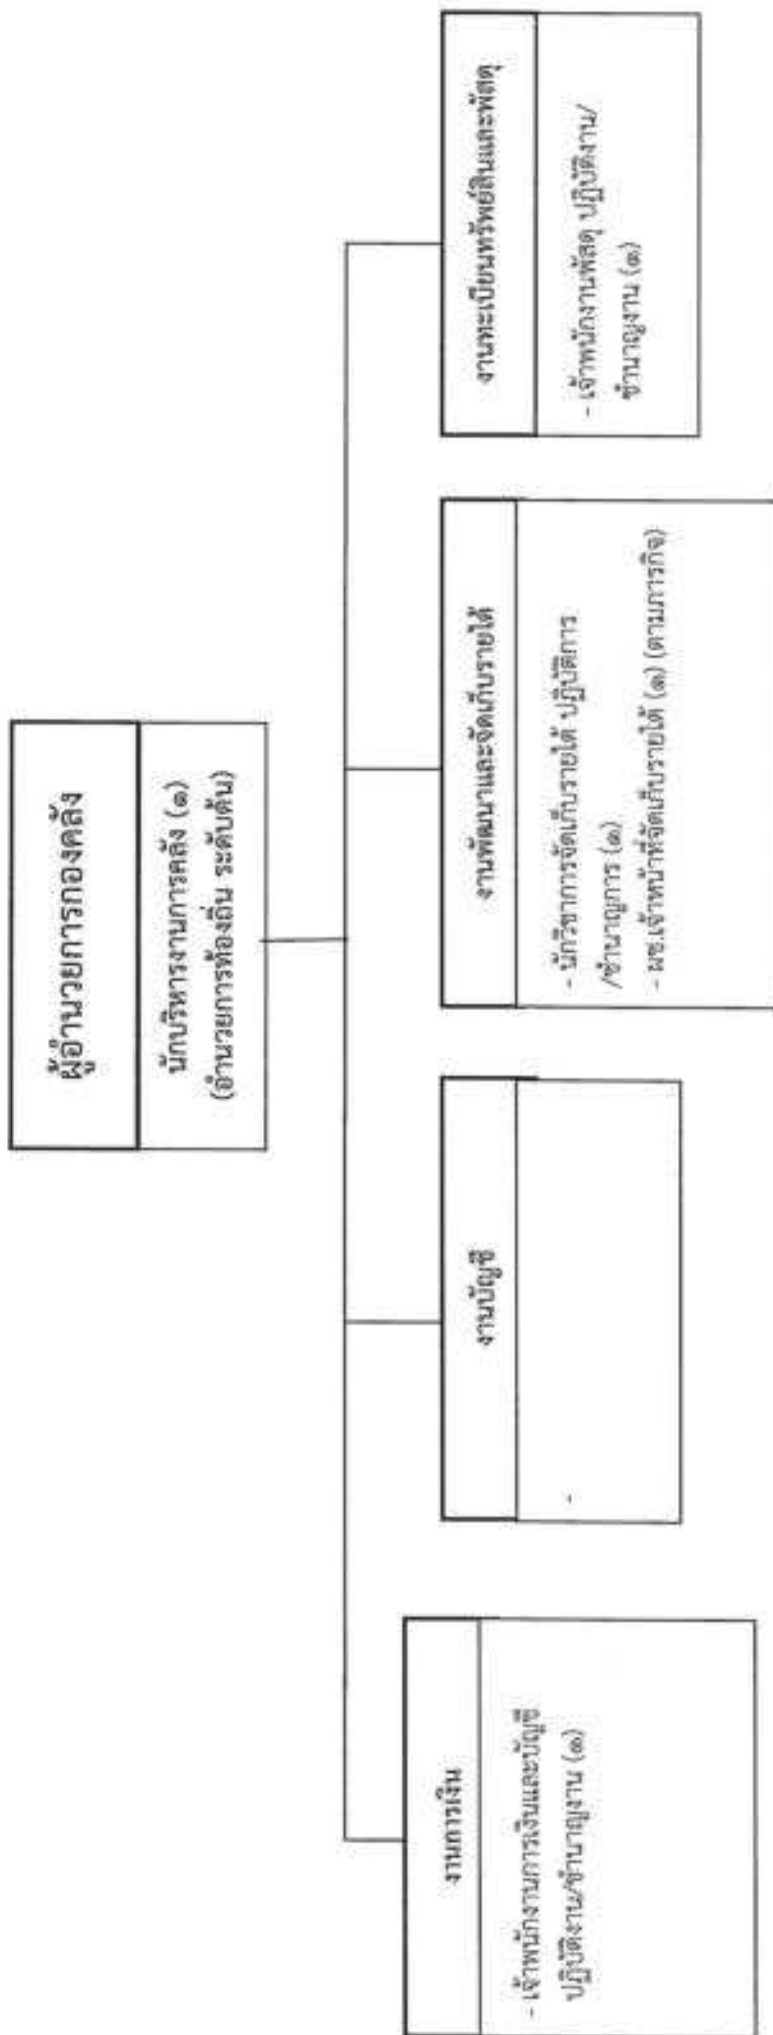 ผู้อำนวยการกองคลัง
นักบริหารงานการคลัง (๑)
(อำนวยการท้องถิ่น ระดับต้น)
งานการเงิน
- เจ้าพนักงานการเงินและบัญชี
ปฏิบัติงาน/ชำนาญงาน (๑)
งานบัญชี
-
งานพัฒนาและจัดเก็บรายได้
- นักวิชาการจัดเก็บรายได้ ปฏิบัติการ
/ชำนาญการ (๑)
- ผช.เจ้าหน้าที่จัดเก็บรายได้ (๑) (ตามภารกิจ)
งานทะเบียนทรัพย์สินและพัสดุ
- เจ้าพนักงานพัสดุ ปฏิบัติงาน/
ชำนาญงาน (๑)